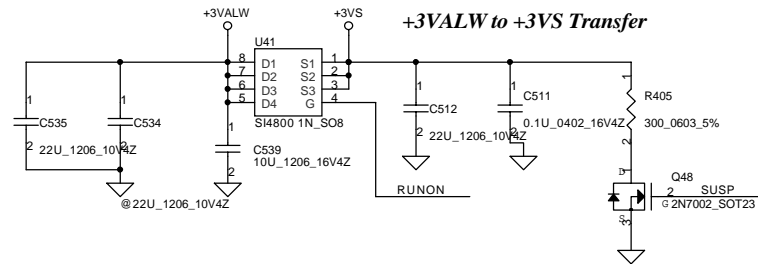 +3VALW
+3VS
+3VALW to +3VS Transfer
U41
8 D1 S1 1
7 D2 S2 2
6 D3 S3 3
5 D4 G 4
SI4800 1N_SO8
1
C535
2
22U_1206_10V4Z
1
C534
2
@22U_1206_10V4Z
1
C539
10U_1206_16V4Z
2
RUNON
1
C512
2
22U_1206_10V4Z
1
C511
0.1U_0402_16V4Z
2
1
R405
300_0603_5%
2
D
Q48
2
SUSP
G
2N7002_SOT23
S
3